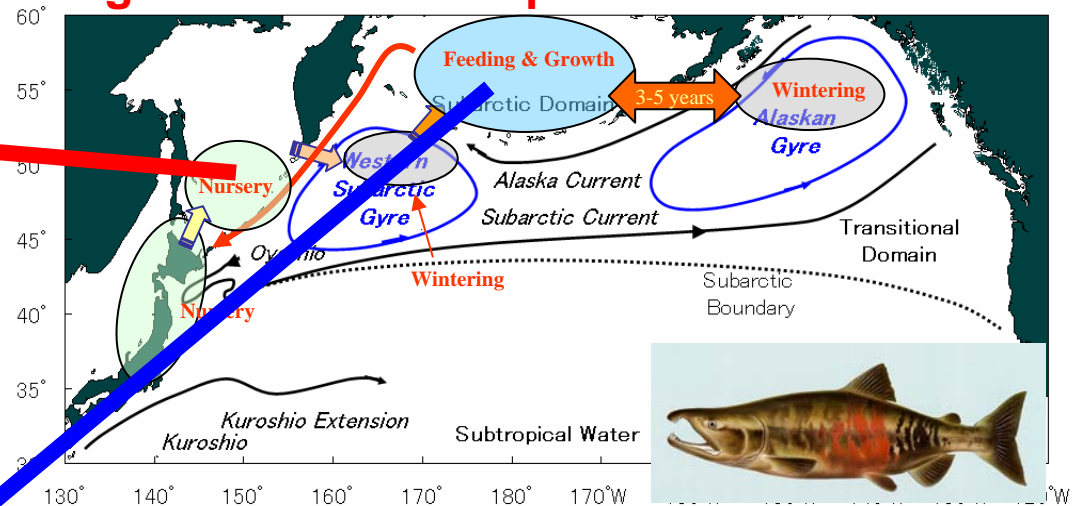 60°
55°
50°
45°
40°
35°
Feeding & Growth
Subarctic Domain
3-5 years
Wintering
Alaskan
Gyre
Western
Subarctic
Gyre
Nursery
Alaska Current
Subarctic Current
Transitional
Domain
Oyashio
Wintering
Subarctic
Boundary
Nursery
Kuroshio Extension
Kuroshio
Subtropical Water
130° 140° 150° 160° 170° 180° 170°W